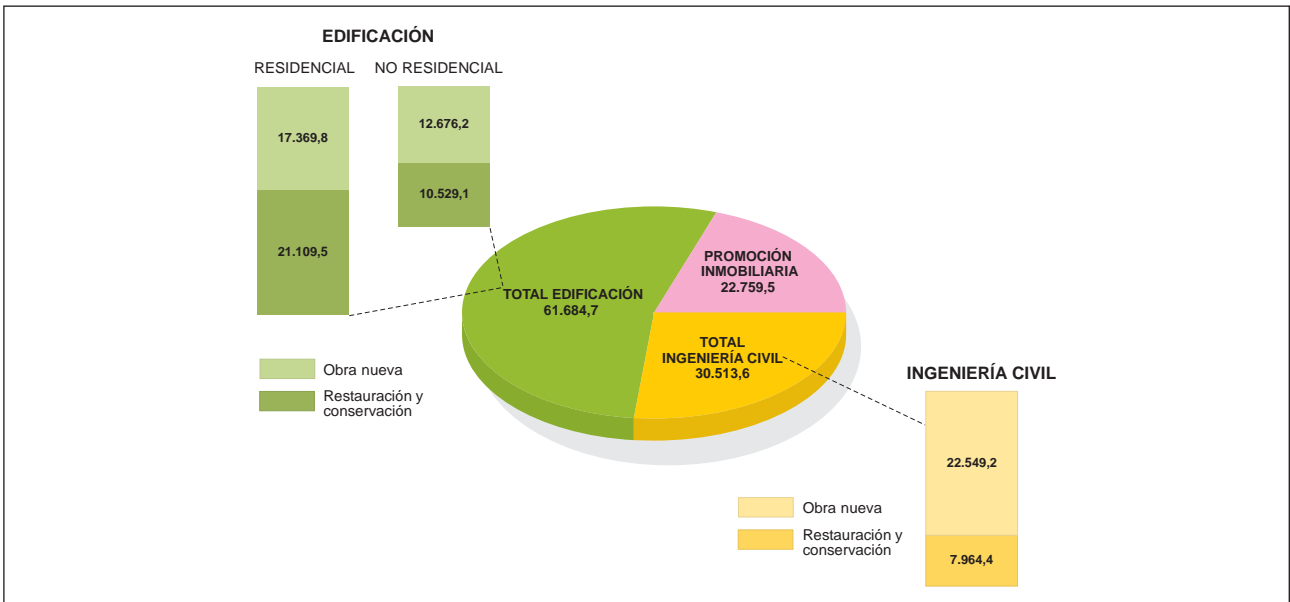 EDIFICACIÓN
RESIDENCIAL
NO RESIDENCIAL
17.369,8
21.109,5
12.676,2
10.529,1
Obra nueva
Restauración y
conservación
TOTAL EDIFICACIÓN
61.684,7
PROMOCIÓN
INMOBILIARIA
22.759,5
TOTAL
INGENIERÍA CIVIL
30.513,6
INGENIERÍA CIVIL
22.549,2
7.964,4
Obra nueva
Restauración y
conservación